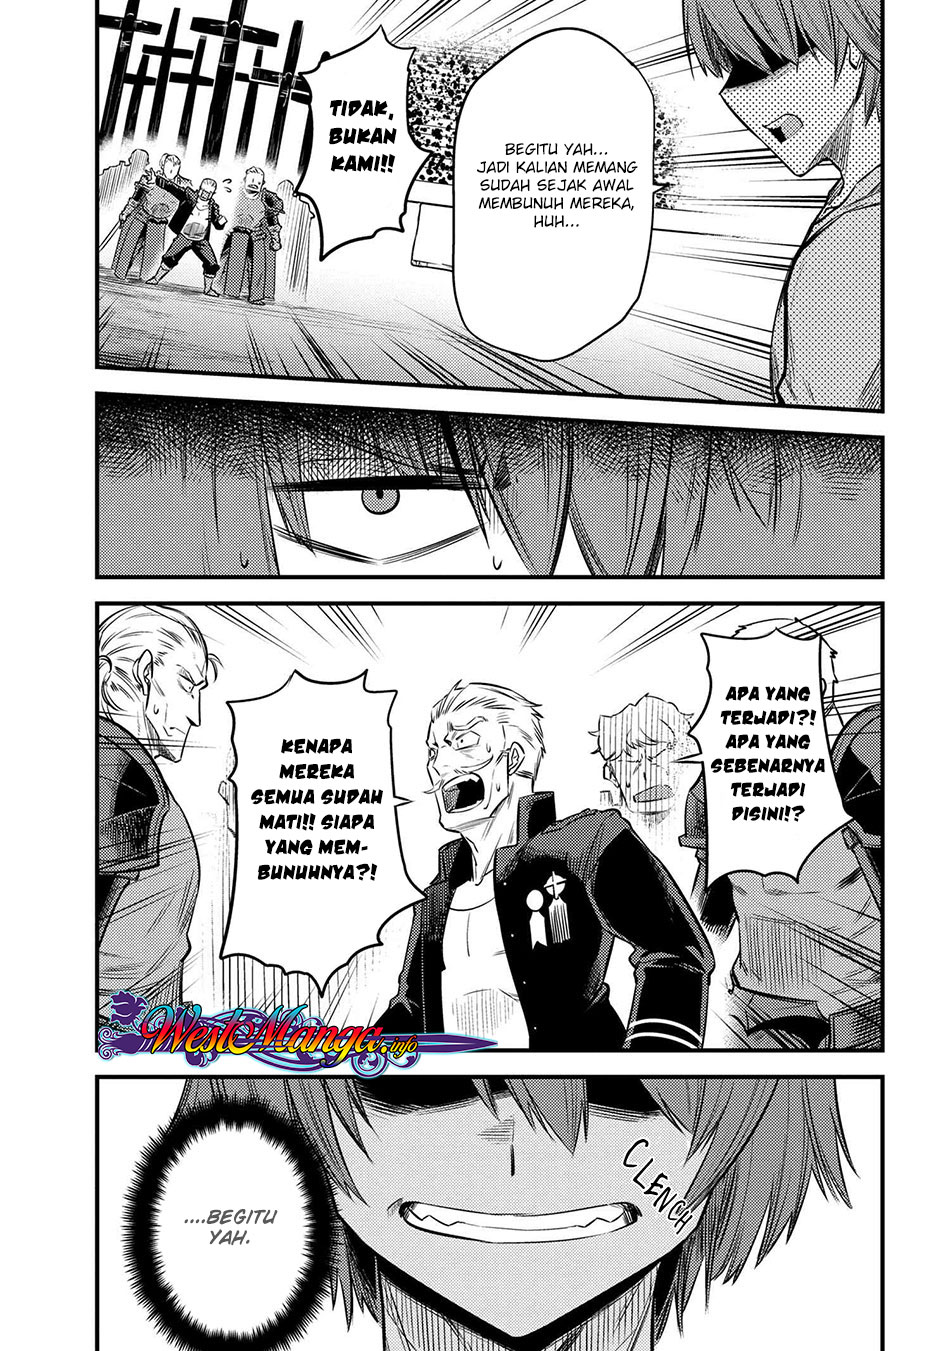 BEGITU YAH...
JADI KALIAN MEMANG
SUDAH SEJAK AWAL
MEMBUNUH MEREKA,
HUH...
TIDAK,
BUKAN
KAMI!!
APA YANG
TERJADI?!
APA YANG
SEBENARNYA
TERJADI
DISINI!?
KENAPA
MEREKA
SEMUA SUDAH
MATI!! SIAPA
YANG MEM-
BUNUHNYA?!
WestManga.info
CLENCH
....BEGITU
YAH.